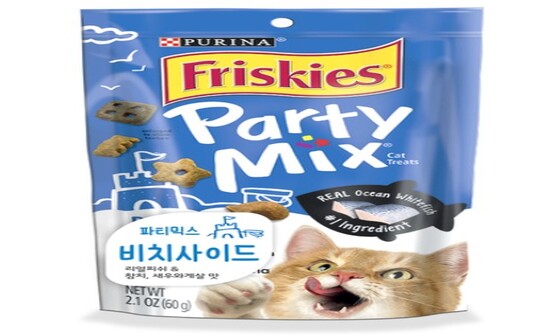 PURINA
Friskies
Party
Mix
Cat
Treats
REAL Ocean Whitefish
#1 Ingredient
파티믹스
비치사이드
리얼피쉬 &
참치, 새우와게살 맛
NET WT
2.1 OZ (60g)